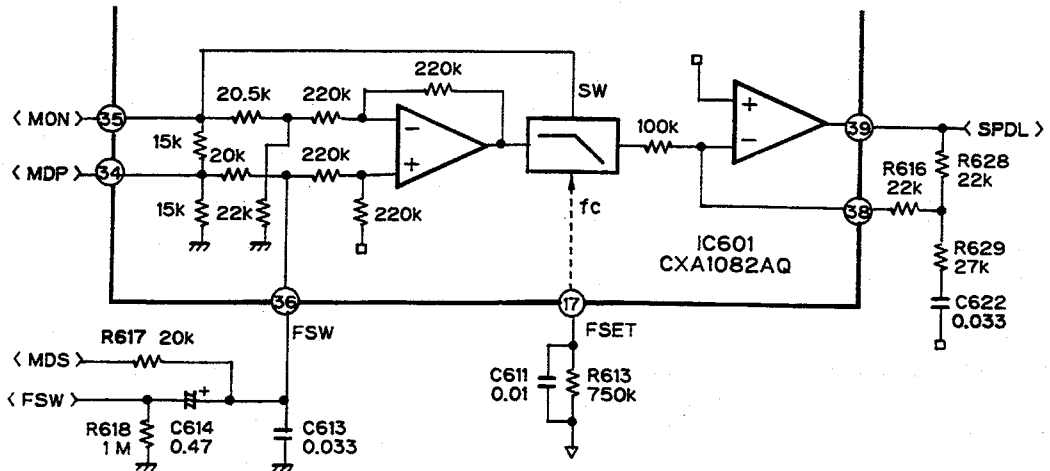 220k
SW
20.5k
220k
100k
+
−
−
+
< MON >
35
15k
20k
220k
39
< SPDL >
R628
22k
R616
22k
< MDP >
34
15k
22k
220k
fc
38
IC601
CXA1082AQ
R629
27k
C622
0.033
36
FSW
17
FSET
R617 20k
< MDS >
< FSW >
+
R618
1M
C614
0.47
C613
0.033
C611
0.01
R613
750k